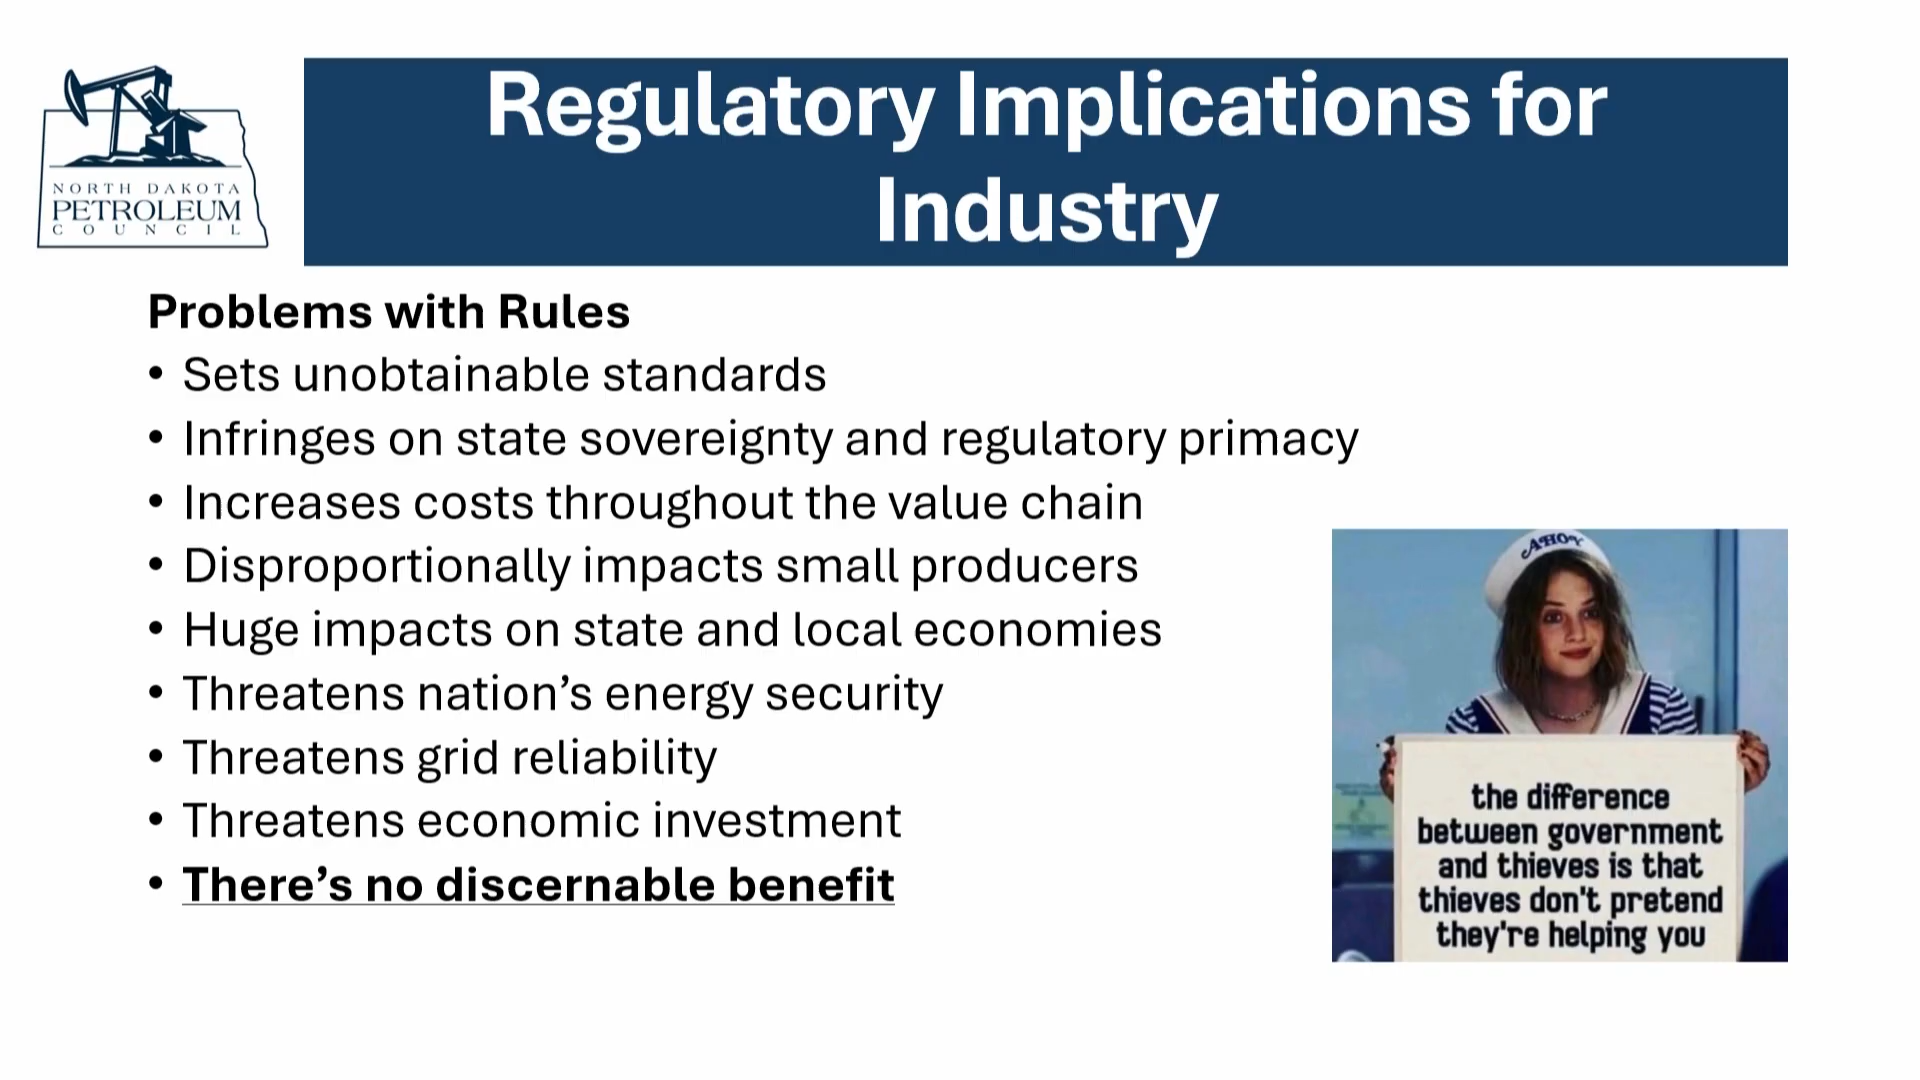 NORTH DAKOTA
PETROLEUM
COUNCIL
Regulatory Implications for
Industry
Problems with Rules
• Sets unobtainable standards
• Infringes on state sovereignty and regulatory primacy
• Increases costs throughout the value chain
• Disproportionally impacts small producers
• Huge impacts on state and local economies
• Threatens nation’s energy security
• Threatens grid reliability
• Threatens economic investment
• There’s no discernable benefit
AHOY
the difference
between government
and thieves is that
thieves don't pretend
they're helping you